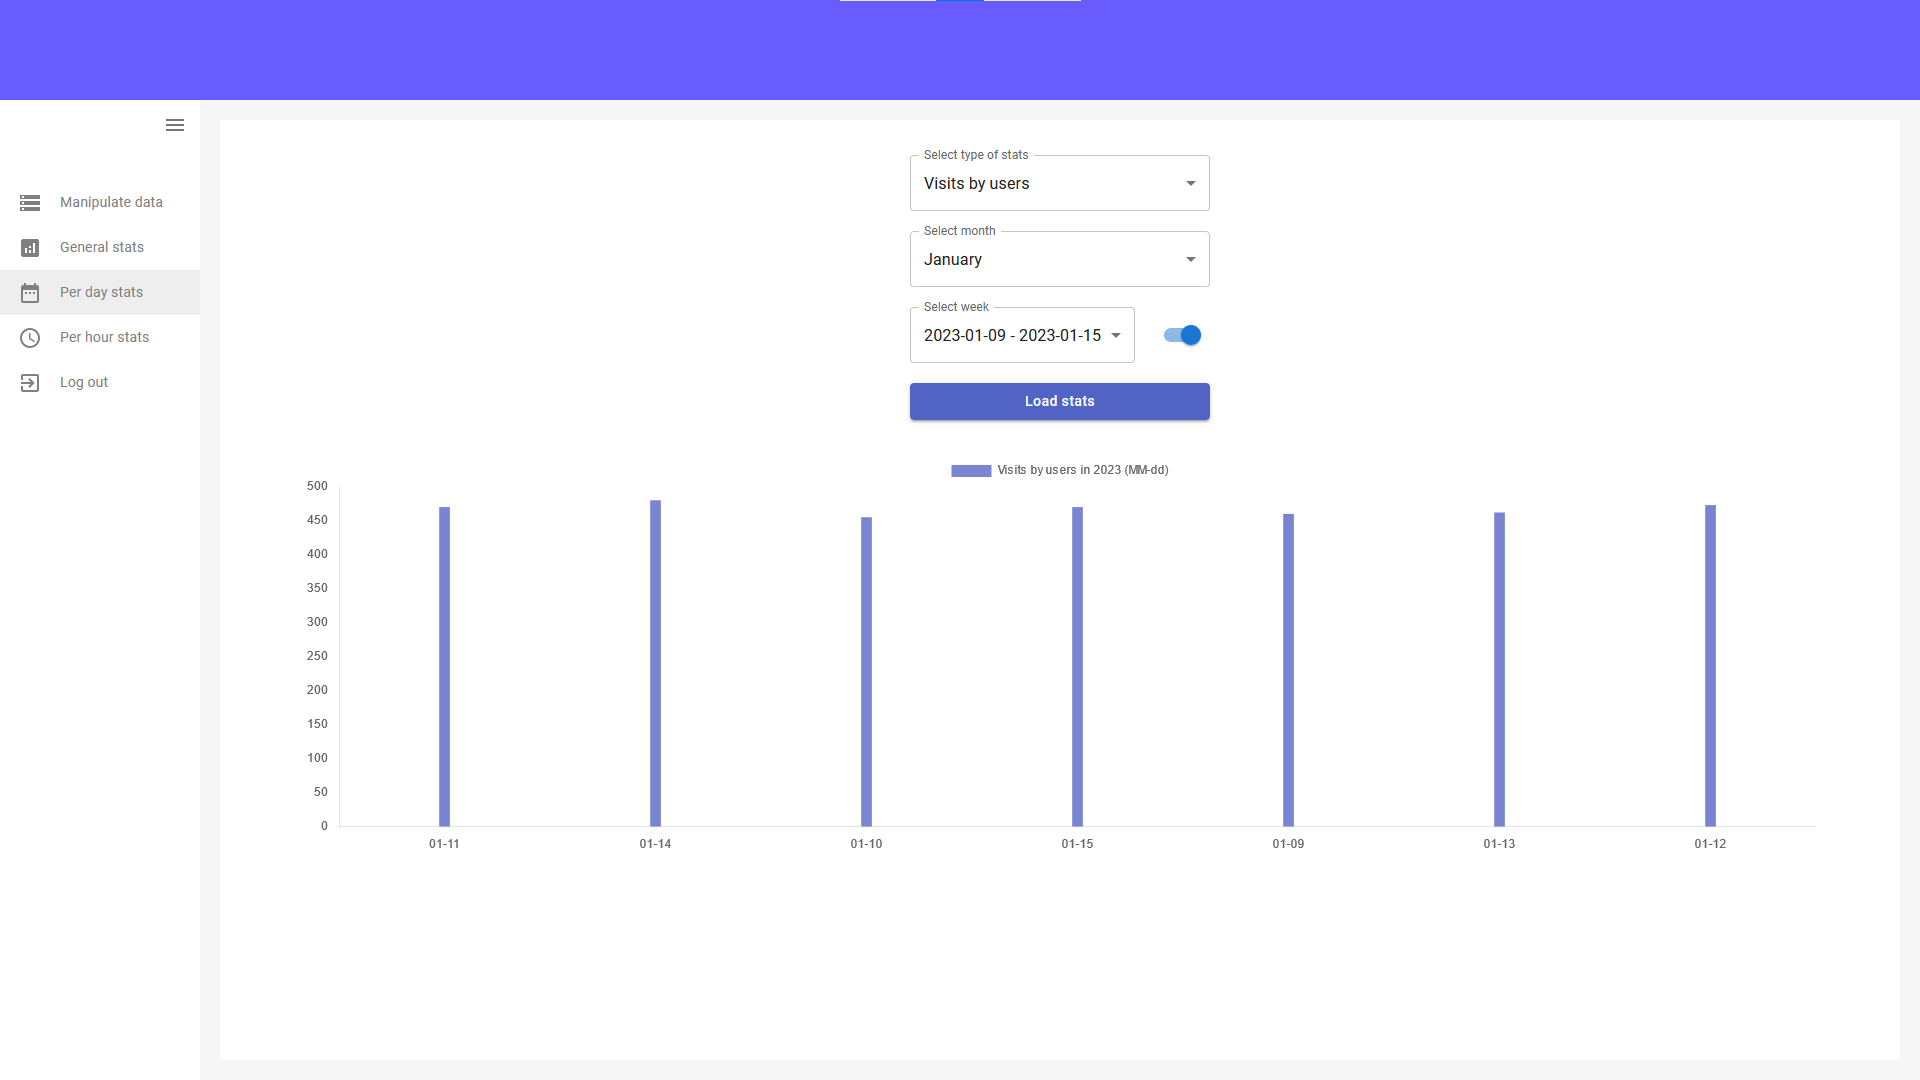 Manipulate data
General stats
Per day stats
Per hour stats
Log out
Select type of stats
Visits by users
Select month
January
Select week
2023-01-09 - 2023-01-15
Load stats
Visits by users in 2023 (MM-dd)
500
450
400
350
300
250
200
150
100
50
0
01-11 01-14 01-10 01-15 01-09 01-13 01-12